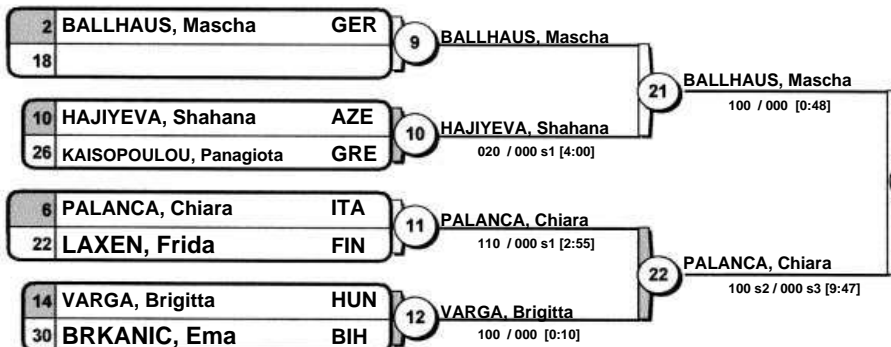 2 BALLHAUS, Mascha GER
18
9
BALLHAUS, Mascha
10 HAJIYEVA, Shahana AZE
26 KAISOPOULOU, Panagiota GRE
10
HAJIYEVA, Shahana
020 / 000 s1 [4:00]
21
BALLHAUS, Mascha
100 / 000 [0:48]
6 PALANCA, Chiara ITA
22 LAXEN, Frida FIN
11
PALANCA, Chiara
110 / 000 s1 [2:55]
14 VARGA, Brigitta HUN
30 BRKANIC, Ema BIH
12
VARGA, Brigitta
100 / 000 [0:10]
22
PALANCA, Chiara
100 s2 / 000 s3 [9:47]